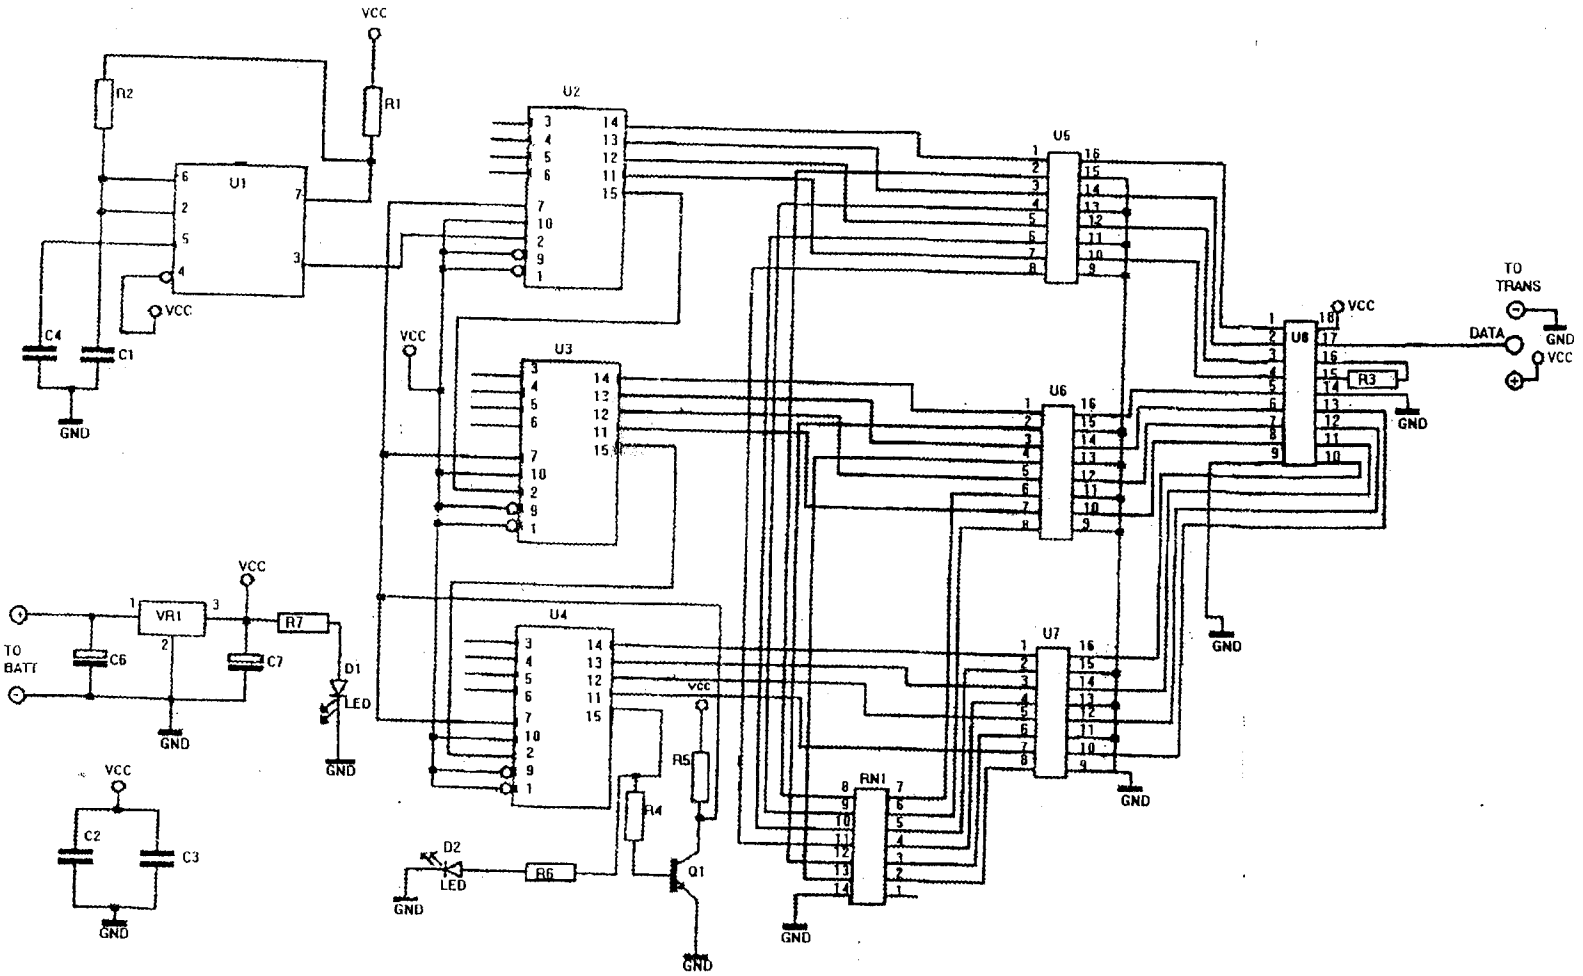 VCC
R2
R1
U1
6
2
5
4
7
3
VCC
C4
C1
GND
U2
3
4
5
6
7
10
2
9
1
14
13
12
11
15
VCC
U3
3
4
5
6
7
10
2
9
1
14
13
12
11
15
U4
3
4
5
6
7
10
2
9
1
14
13
12
11
15
U5
1
2
3
4
5
6
7
8
16
15
14
13
12
11
10
9
U6
1
2
3
4
5
6
7
8
16
15
14
13
12
11
10
9
U7
1
2
3
4
5
6
7
8
16
15
14
13
12
11
10
9
GND
U8
1
2
3
4
5
6
7
8
9
18
17
16
15
14
13
12
11
10
VCC
R3
GND
GND
TO
TRANS
GND
DATA
VCC
TO
BATT
1
VR1
3
2
VCC
C6
C7
R7
D1
LED
GND
GND
VCC
C2
C3
GND
D2
LED
GND
R6
R4
R5
VCC
Q1
GND
RN1
8
9
10
11
12
13
14
7
6
5
4
3
2
1
GND